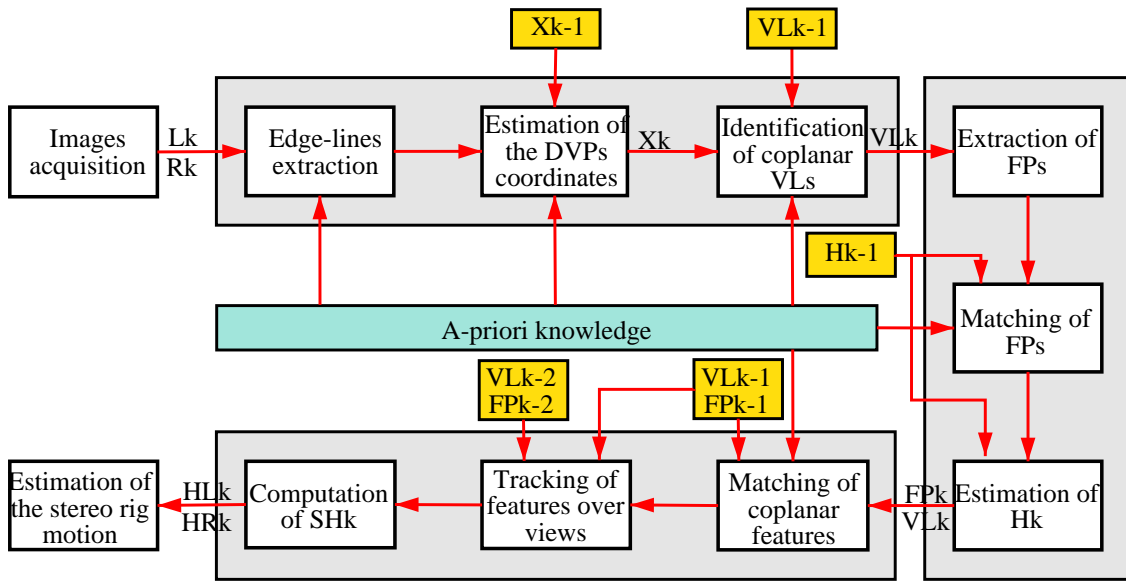 Xk-1
VLk-1
Images
acquisition
Lk
Rk
Edge-lines
extraction
Estimation of
the DVPs
coordinates
Xk
Identification
of coplanar
VLs
VLk
Extraction of
FPs
Hk-1
A-priori knowledge
Matching of
FPs
VLk-2
FPk-2
VLk-1
FPk-1
Estimation of
the stereo rig
motion
HLk
HRk
Computation
of SHk
Tracking of
features over
views
Matching of
coplanar
features
FPk
VLk
Estimation of
Hk